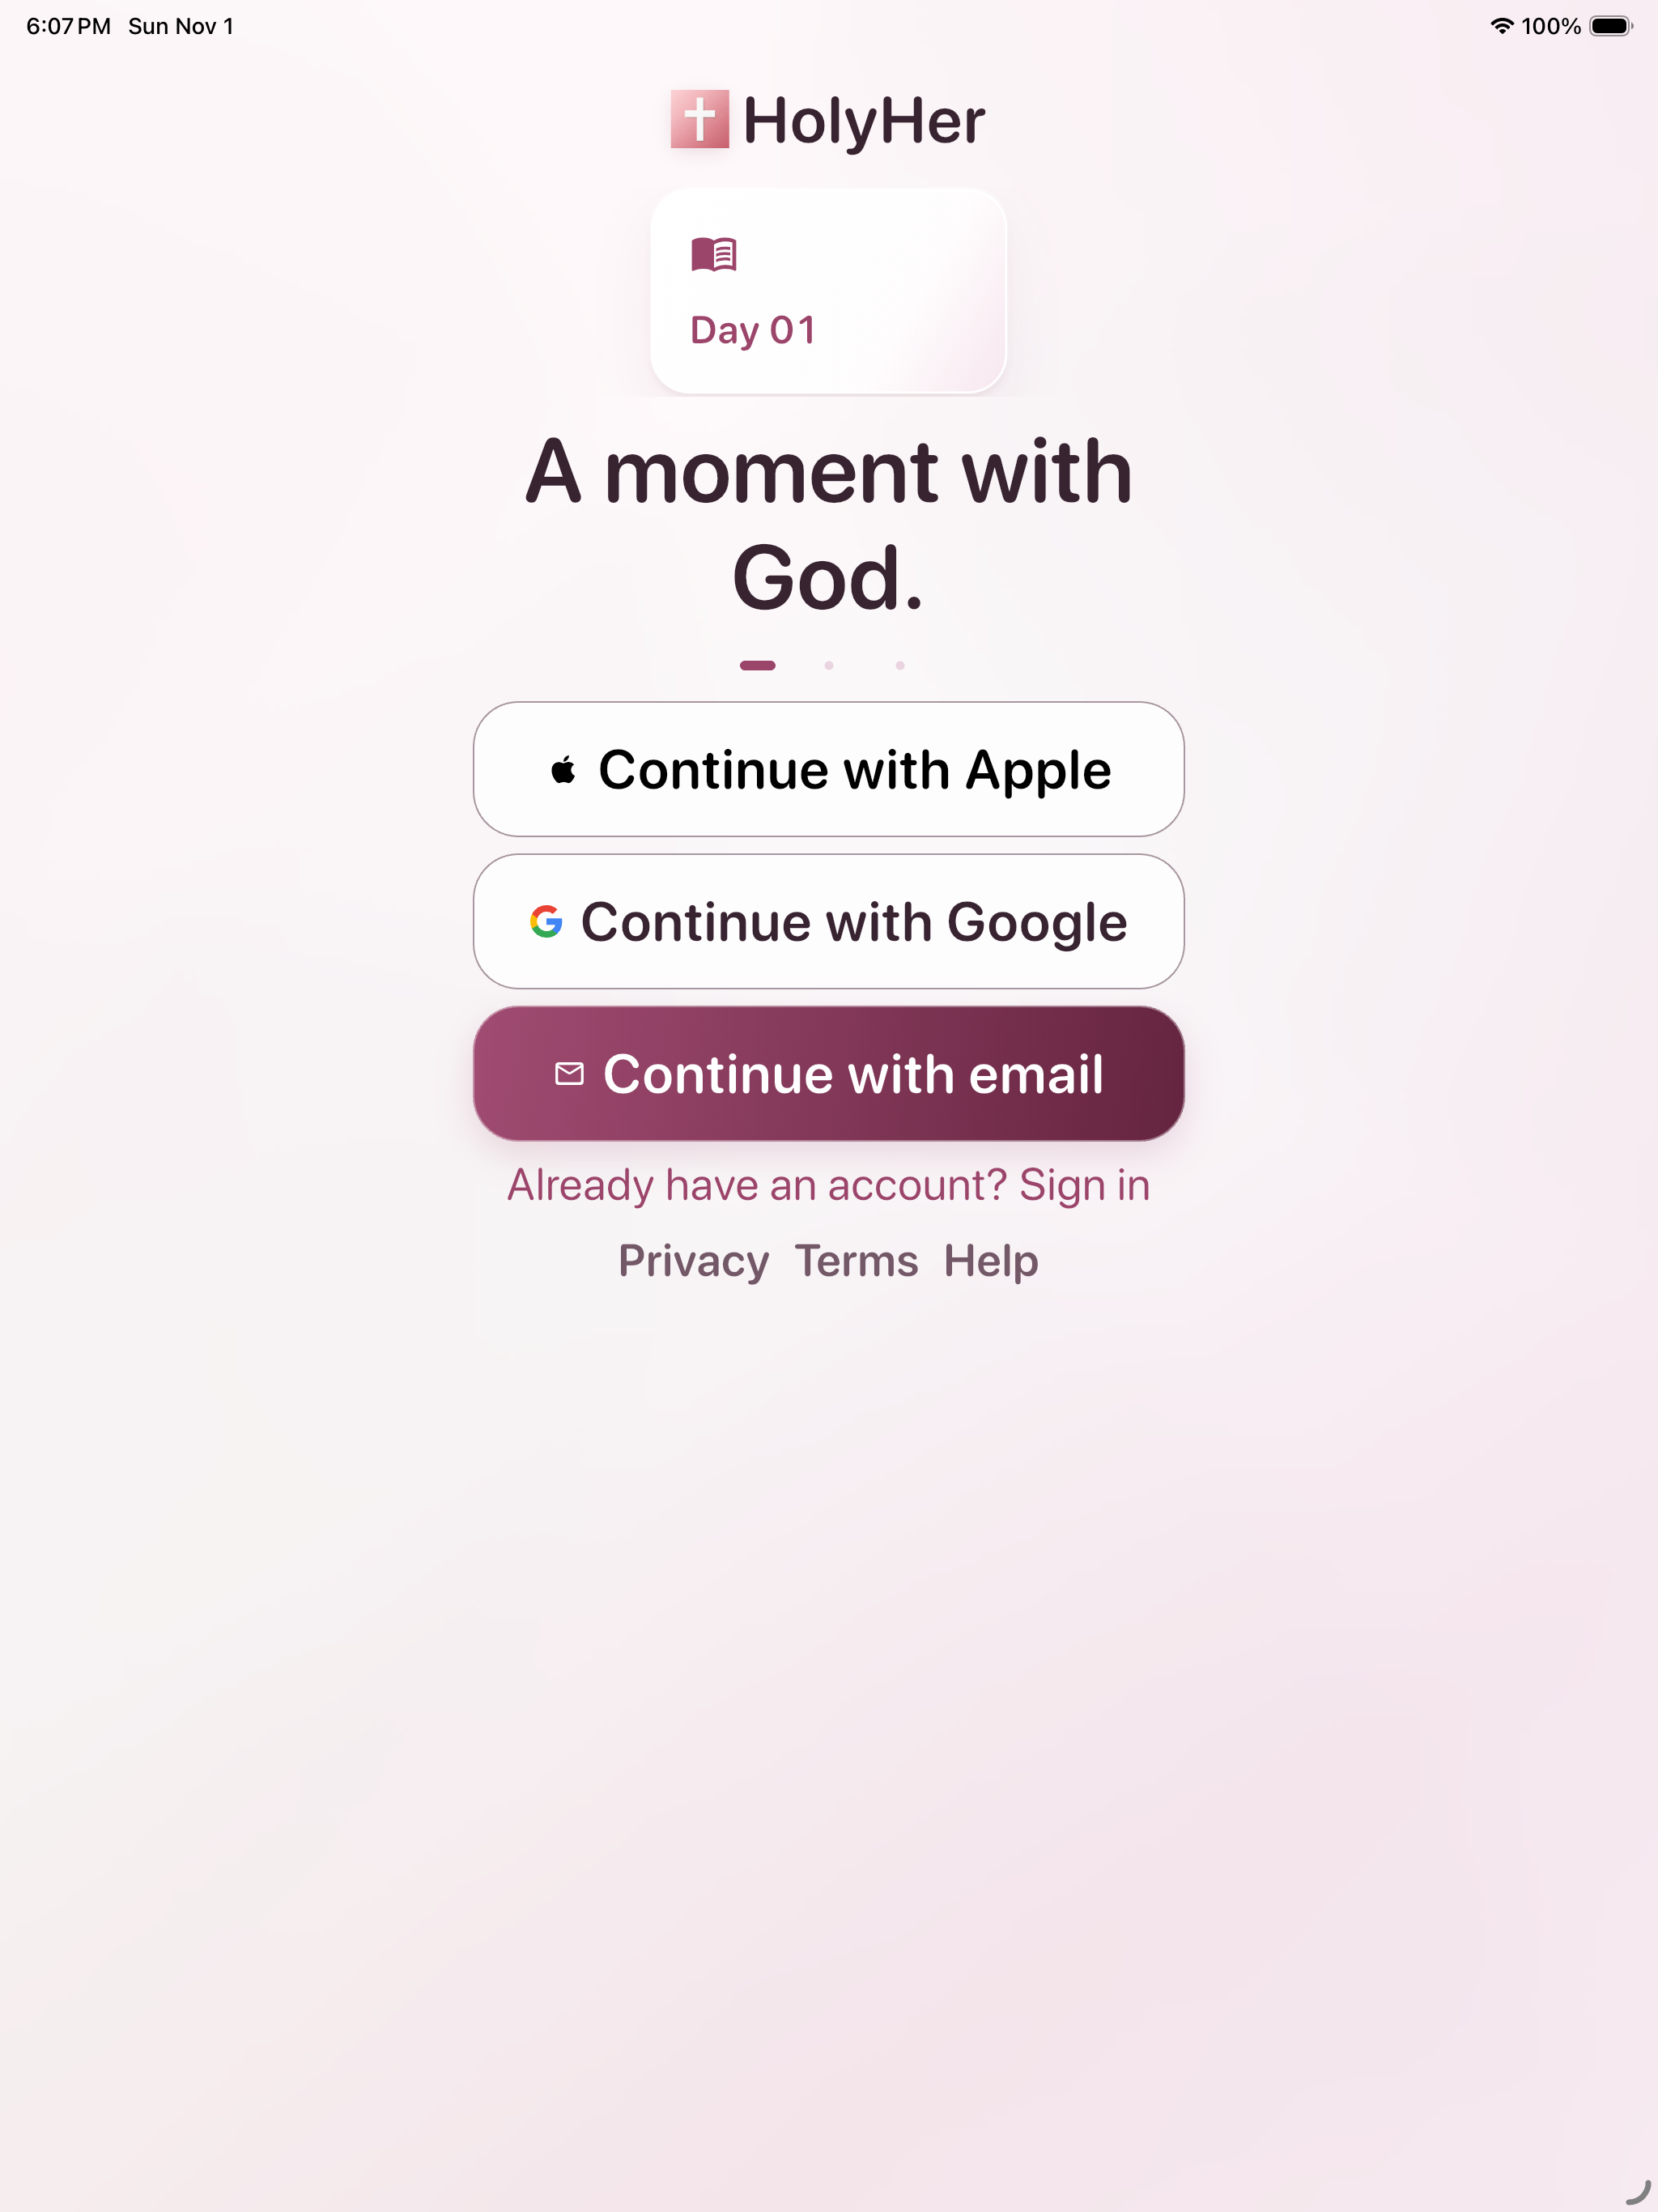 6:07 PM Sun Nov 1
100%
HolyHer
Day 01
A moment with
God.
Continue with Apple
Continue with Google
Continue with email
Already have an account? Sign in
Privacy Terms Help